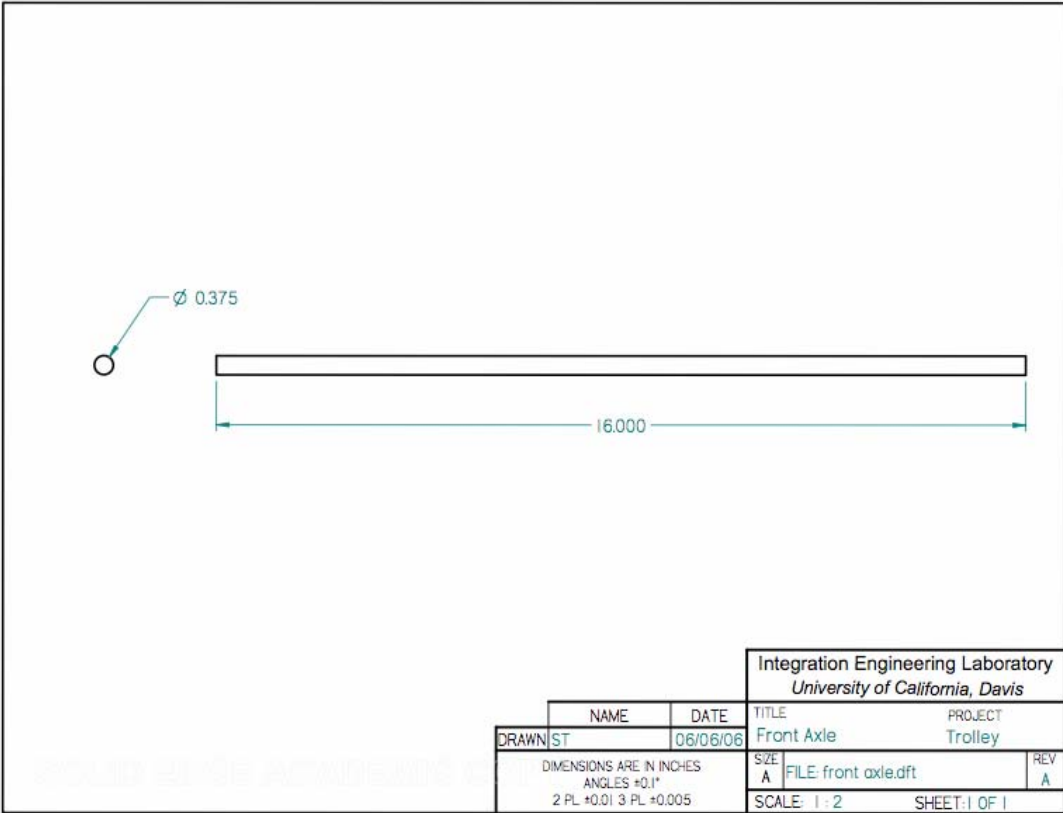 Ø 0.375
16.000
Integration Engineering Laboratory
University of California, Davis
NAME DATE
TITLE PROJECT
DRAWN ST 06/06/06
Front Axle Trolley
DIMENSIONS ARE IN INCHES
ANGLES ±0.1°
2 PL ±0.01 3 PL ±0.005
SIZE
A
FILE: front axle.dft
REV
A
SCALE: 1 : 2 SHEET: 1 OF 1